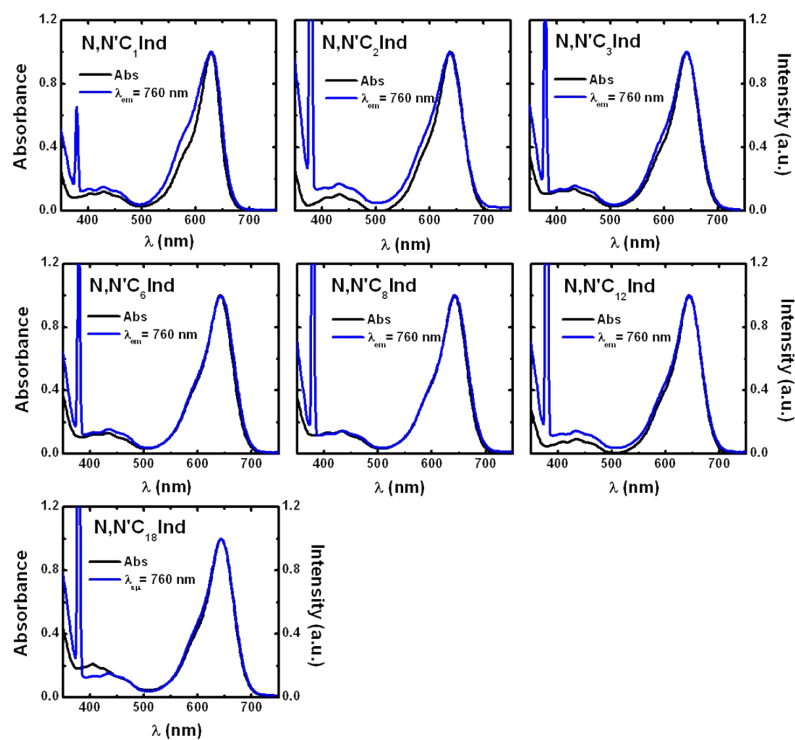 N,N'C1Ind
Abs
λem= 760 nm
Absorbance
1.2
0.8
0.4
0.0
400 500 600 700
λ (nm)
N,N'C2Ind
Abs
λem= 760 nm
400 500 600 700
λ (nm)
N,N'C3Ind
Abs
λem= 760 nm
1.2
0.8
0.4
0.0
Intensity (a.u.)
400 500 600 700
λ (nm)
N,N'C6Ind
Abs
λem= 760 nm
Absorbance
1.2
0.8
0.4
0.0
400 500 600 700
λ (nm)
N,N'C8Ind
Abs
λem= 760 nm
400 500 600 700
λ (nm)
N,N'C12Ind
Abs
λem= 760 nm
1.2
0.8
0.4
0.0
Intensity (a.u.)
400 500 600 700
λ (nm)
N,N'C18Ind
Abs
λεμ= 760 nm
Absorbance
1.2
0.8
0.4
0.0
1.2
0.8
0.4
0.0
Intensity (a.u.)
400 500 600 700
λ (nm)